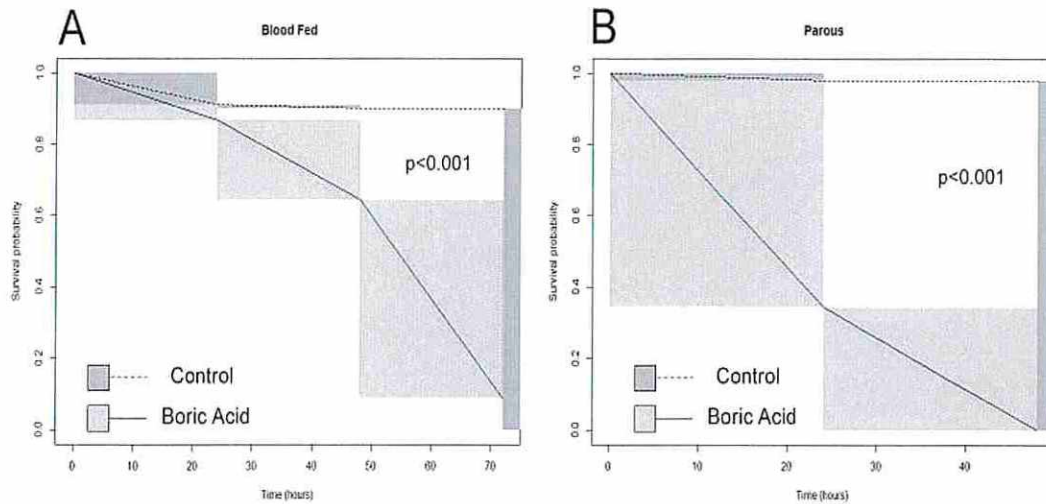 A
Blood Fed
Survival probability
1.0
0.8
0.6
0.4
0.2
0.0
p<0.001
Control
Boric Acid
0
10
20
30
40
50
60
70
Time (hours)
B
Parous
Survival probability
1.0
0.8
0.6
0.4
0.2
0.0
p<0.001
Control
Boric Acid
0
10
20
30
40
Time (hours)